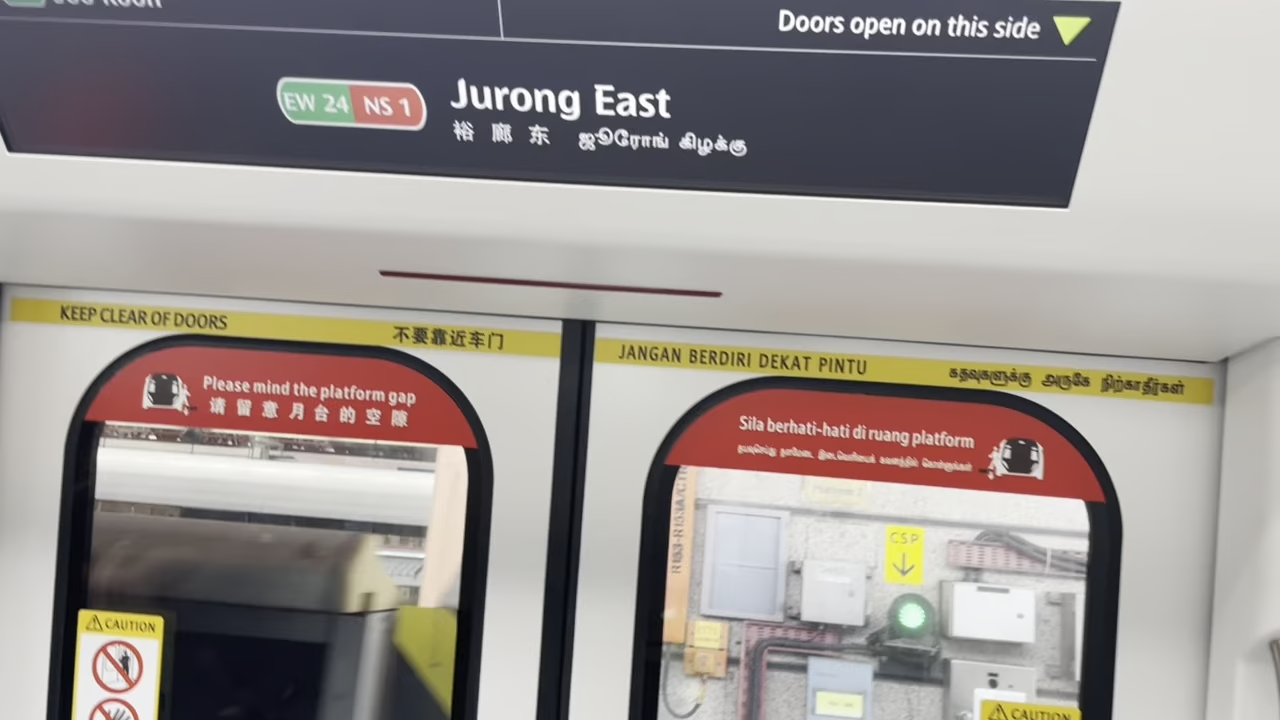 Doors open on this side
EW 24 NS 1 Jurong East
裕廊东 ஜூரோங் கிழக்கு
KEEP CLEAR OF DOORS 不要靠近车门
JANGAN BERDIRI DEKAT PINTU கதவுகளுக்கு அருகே நிற்காதீர்கள்
Please mind the platform gap
请留意月台的空隙
Sila berhati-hati di ruang platform
CSP
CAUTION
CAUTION